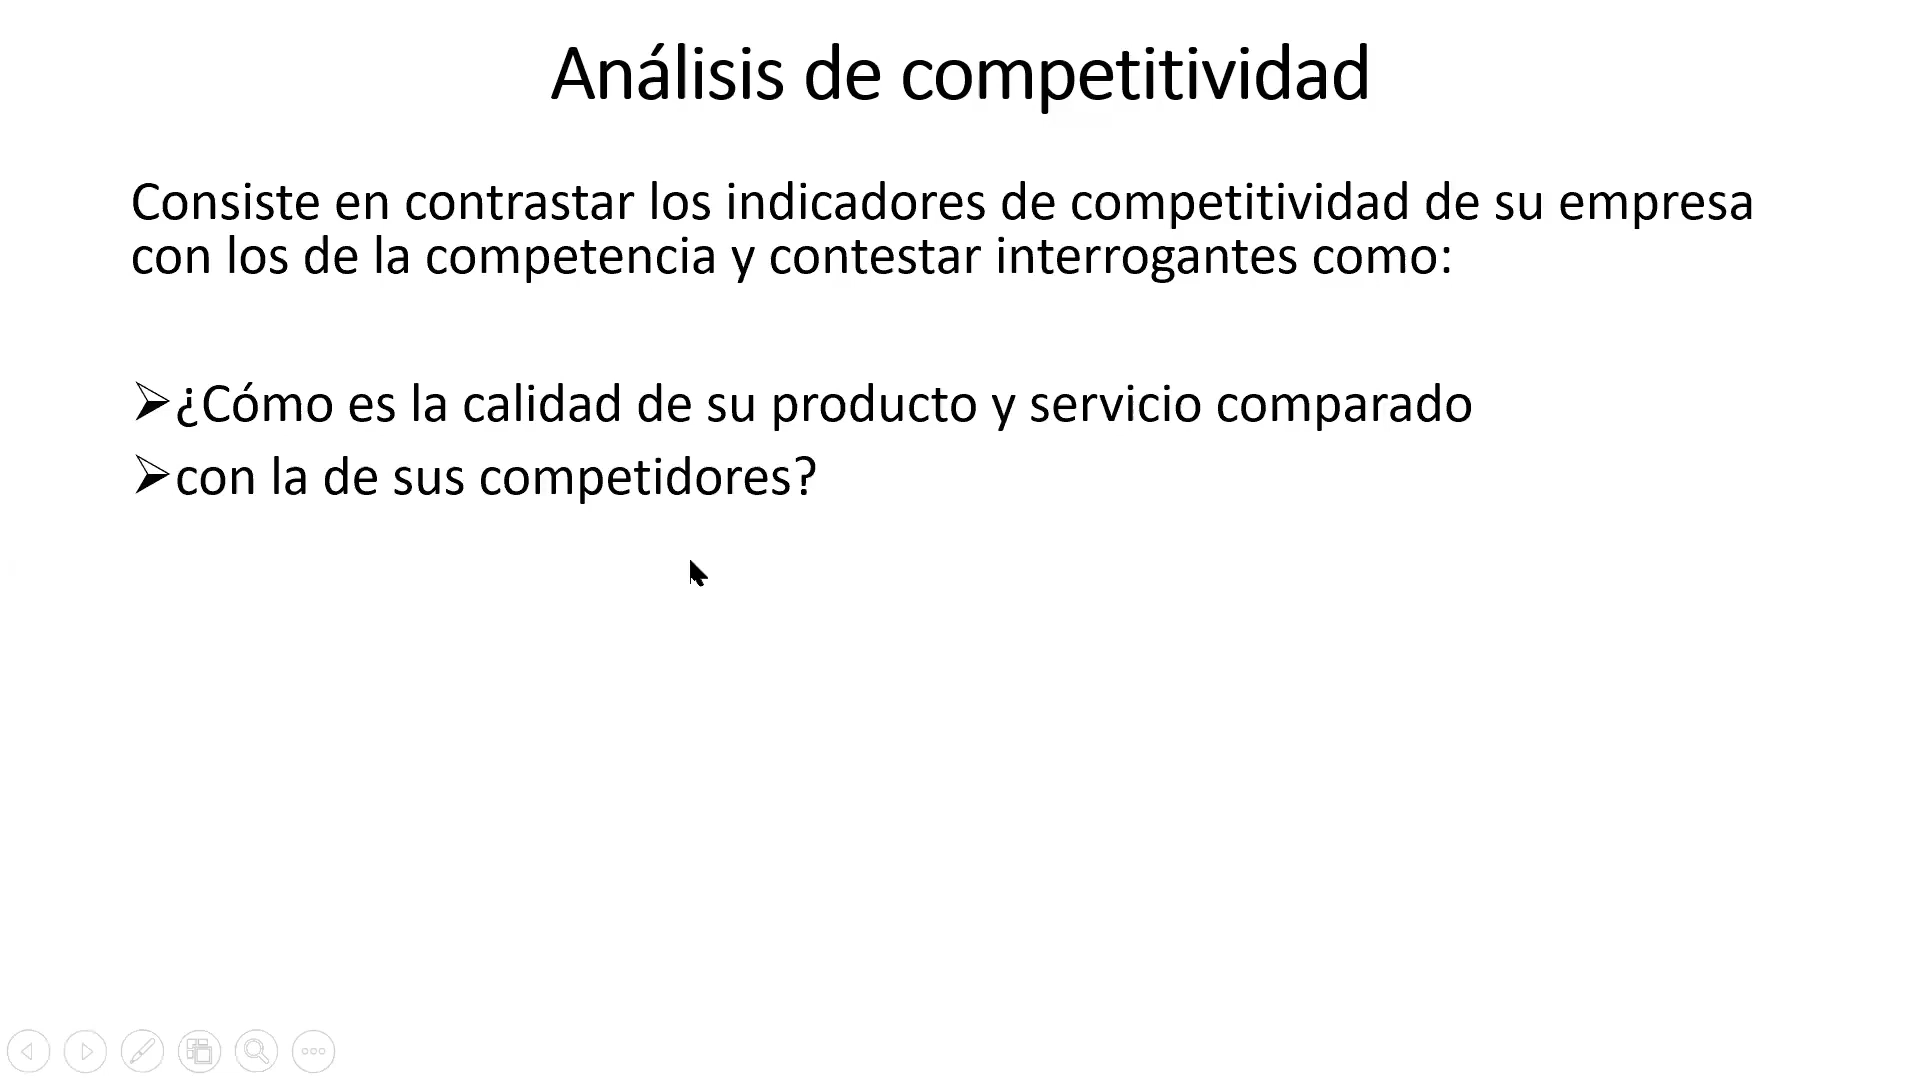 Análisis de competitividad
Consiste en contrastar los indicadores de competitividad de su empresa
con los de la competencia y contestar interrogantes como:
➢¿Cómo es la calidad de su producto y servicio comparado
➢con la de sus competidores?